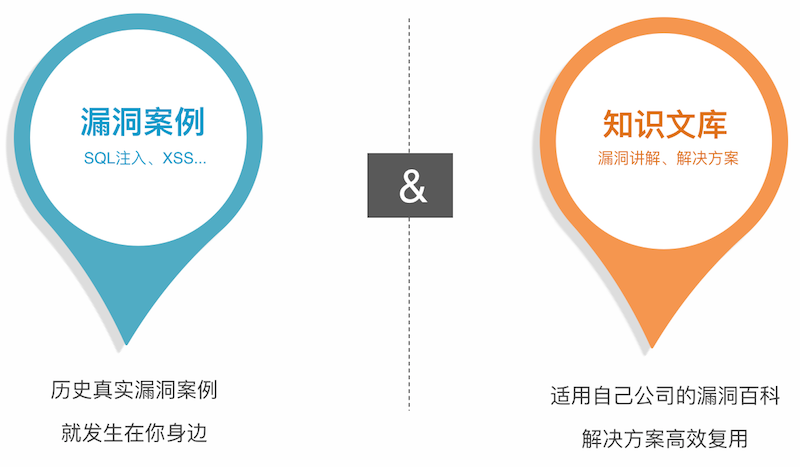 漏洞案例
SQL注入、XSS...
历史真实漏洞案例
就发生在你身边
&
知识文库
漏洞讲解、解决方案
适用自己公司的漏洞百科
解决方案高效复用